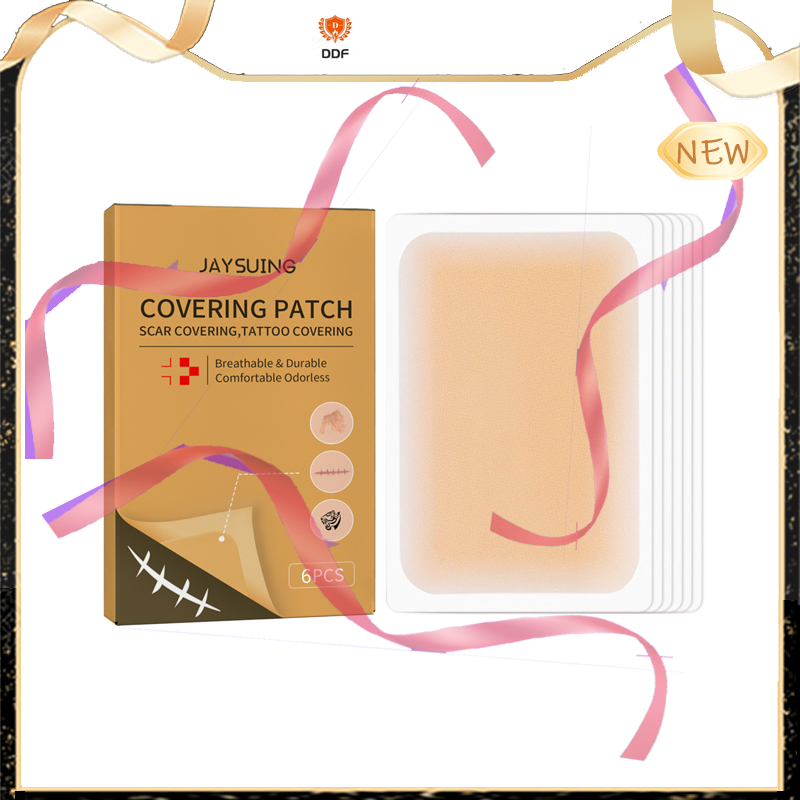 DDF
NEW
JAYSUING
COVERING PATCH
SCAR COVERING,TATTOO COVERING
Breathable & Durable
Comfortable Odorless
6PCS